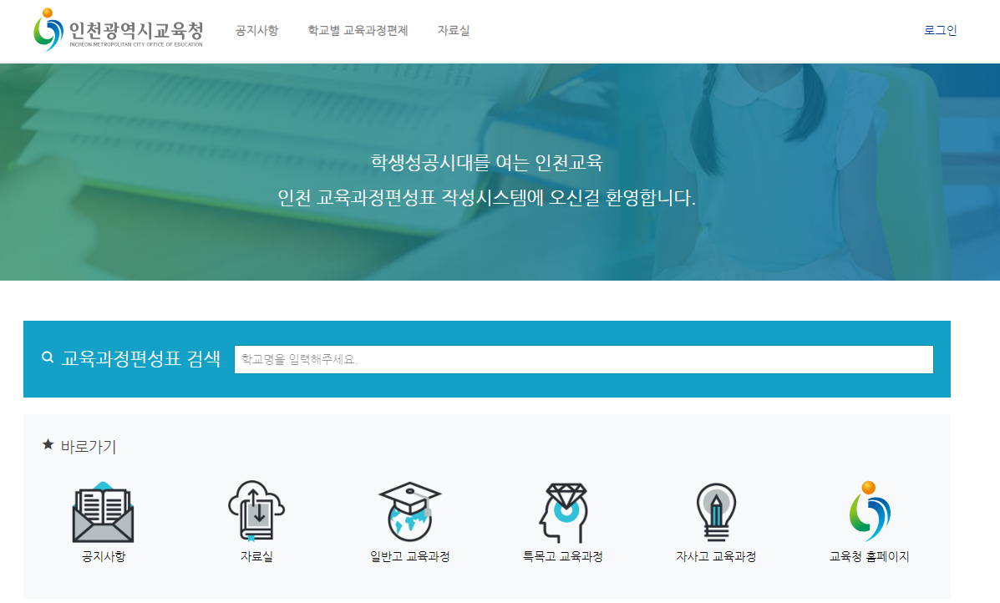 인천광역시교육청
INCHEON METROPOLITAN CITY OFFICE OF EDUCATION
공지사항 학교별 교육과정편제 자료실 로그인
학생성공시대를 여는 인천교육
인천 교육과정편성표 작성시스템에 오신걸 환영합니다.
교육과정편성표 검색 학교명을 입력해주세요.
바로가기
공지사항 자료실 일반고 교육과정 특목고 교육과정 자사고 교육과정 교육청 홈페이지